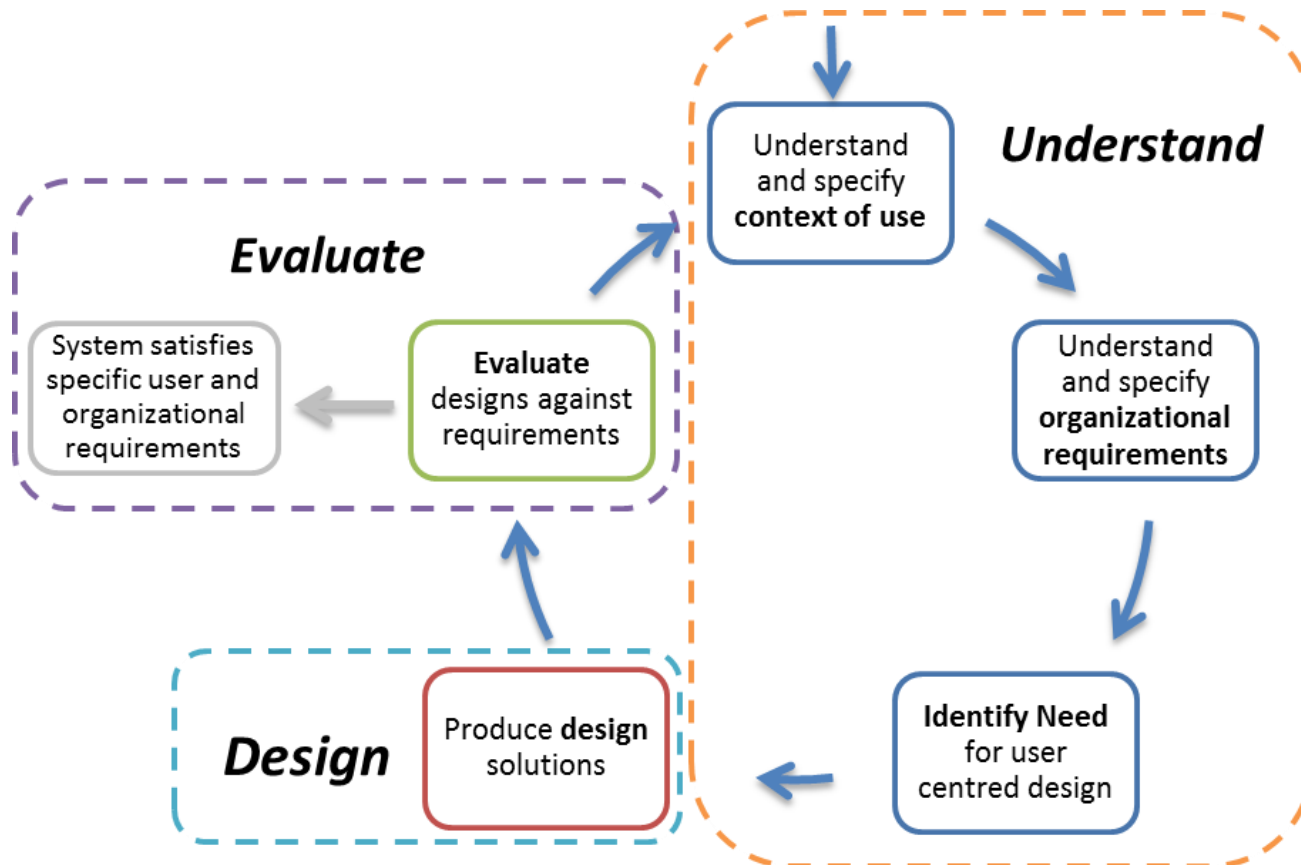 Understand
Understand
and specify
context of use
Understand
and specify
organizational
requirements
Identify Need
for user
centred design
Design
Produce design
solutions
Evaluate
Evaluate
designs against
requirements
System satisfies
specific user and
organizational
requirements